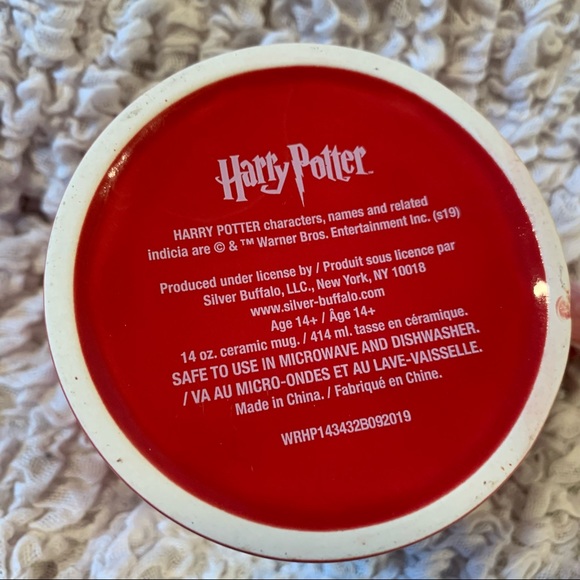 Harry Potter™
HARRY POTTER characters, names and related
indicia are © & ™ Warner Bros. Entertainment Inc. (s19)
Produced under license by / Produit sous licence par
Silver Buffalo, LLC., New York, NY 10018
www.silver-buffalo.com
Age 14+ / Âge 14+
14 oz. ceramic mug. / 414 ml. tasse en céramique.
SAFE TO USE IN MICROWAVE AND DISHWASHER.
/ VA AU MICRO-ONDES ET AU LAVE-VAISSELLE.
Made in China. / Fabriqué en Chine.
WRHP143432B092019